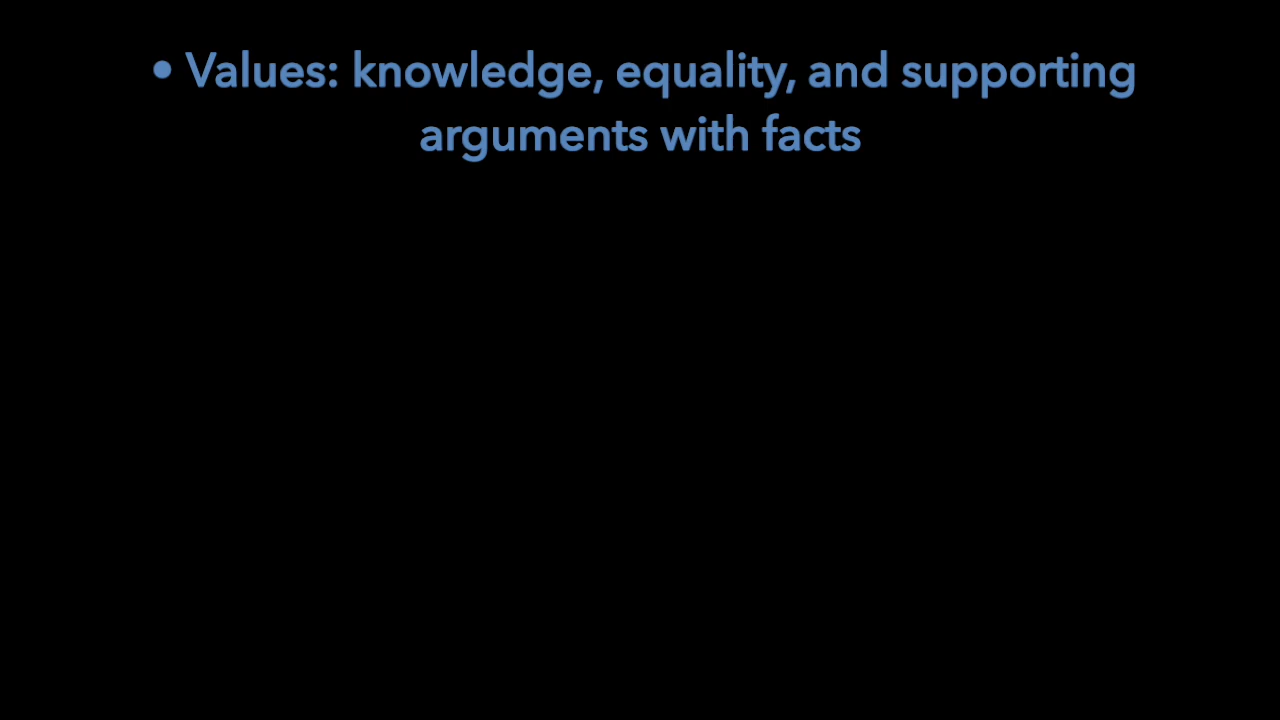 • Values: knowledge, equality, and supporting
arguments with facts